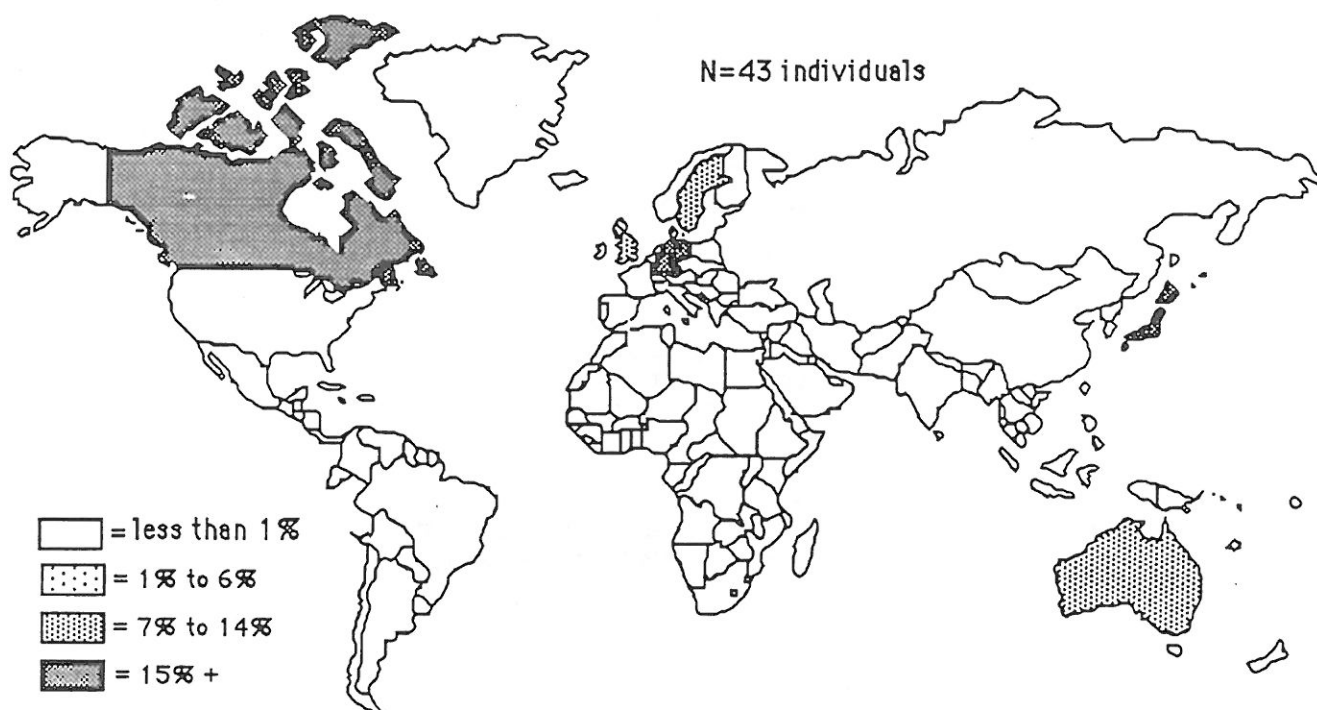 N=43 individuals
= less than 1%
= 1% to 6%
= 7% to 14%
= 15% +